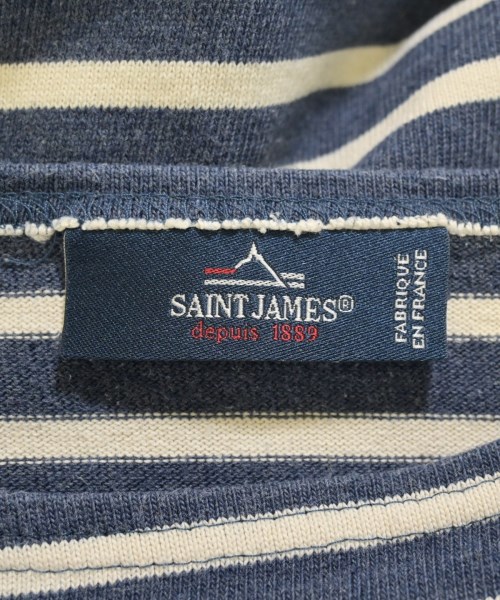 SAINT JAMES®
depuis 1889
FABRIQUE
EN FRANCE